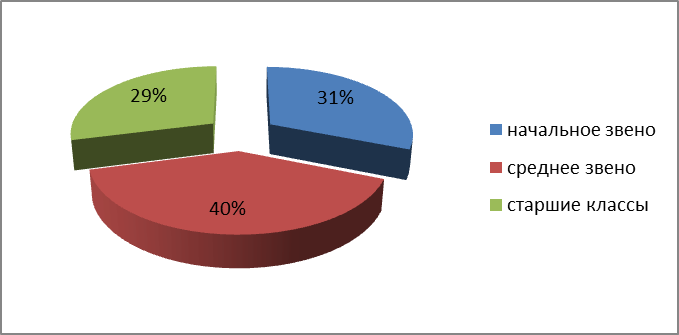 29%
31%
40%
начальное звено
среднее звено
старшие классы